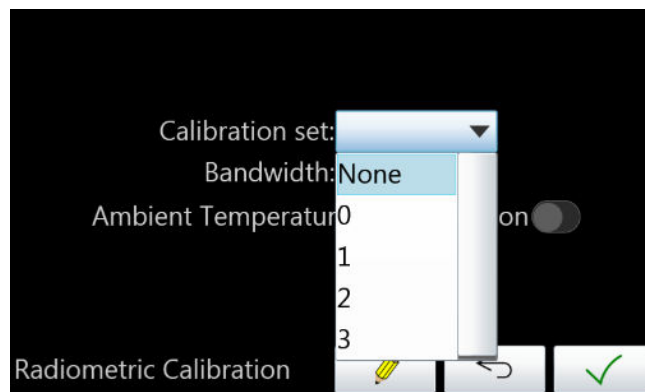 Calibration set:
Bandwidth:
None
Ambient Temperatur
0
on
1
2
3
Radiometric Calibration